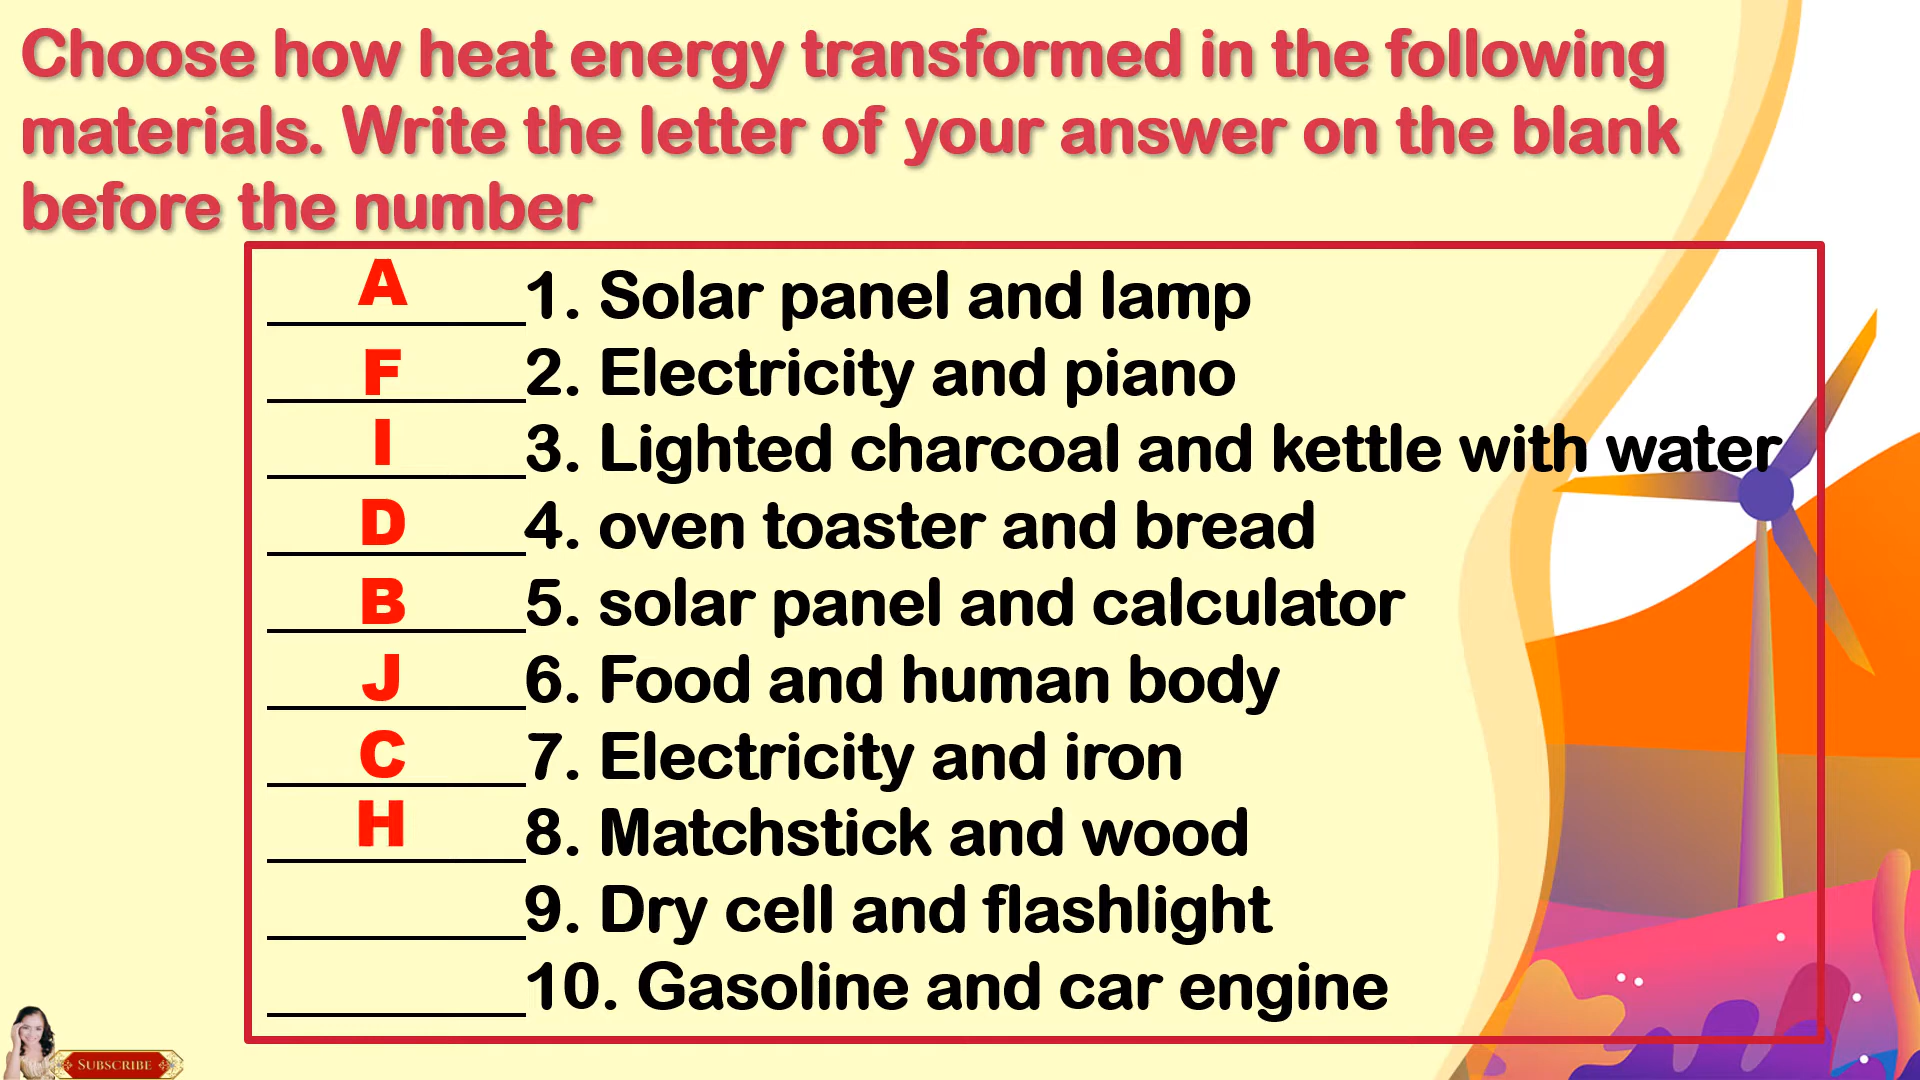 Choose how heat energy transformed in the following
materials. Write the letter of your answer on the blank
before the number
A 1. Solar panel and lamp
F 2. Electricity and piano
I 3. Lighted charcoal and kettle with water
D 4. oven toaster and bread
B 5. solar panel and calculator
J 6. Food and human body
C 7. Electricity and iron
H 8. Matchstick and wood
9. Dry cell and flashlight
10. Gasoline and car engine
SUBSCRIBE